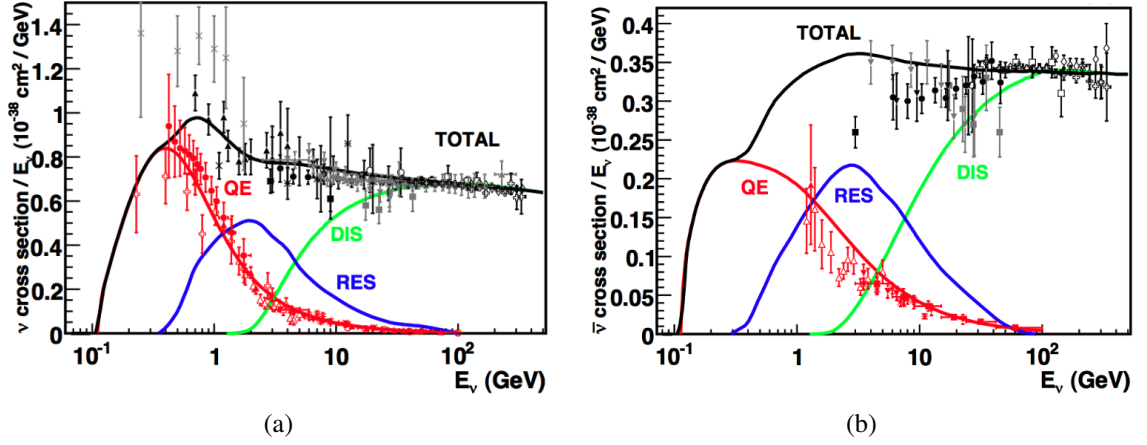 ν cross section / Eν (10⁻³⁸ cm² / GeV)
1.4
1.2
1
0.8
0.6
0.4
0.2
0
TOTAL
QE
DIS
RES
10⁻¹
1
10
10²
Eν (GeV)
(a)
ν̅ cross section / Eν (10⁻³⁸ cm² / GeV)
0.4
0.35
0.3
0.25
0.2
0.15
0.1
0.05
0
TOTAL
QE
RES
DIS
10⁻¹
1
10
10²
Eν (GeV)
(b)